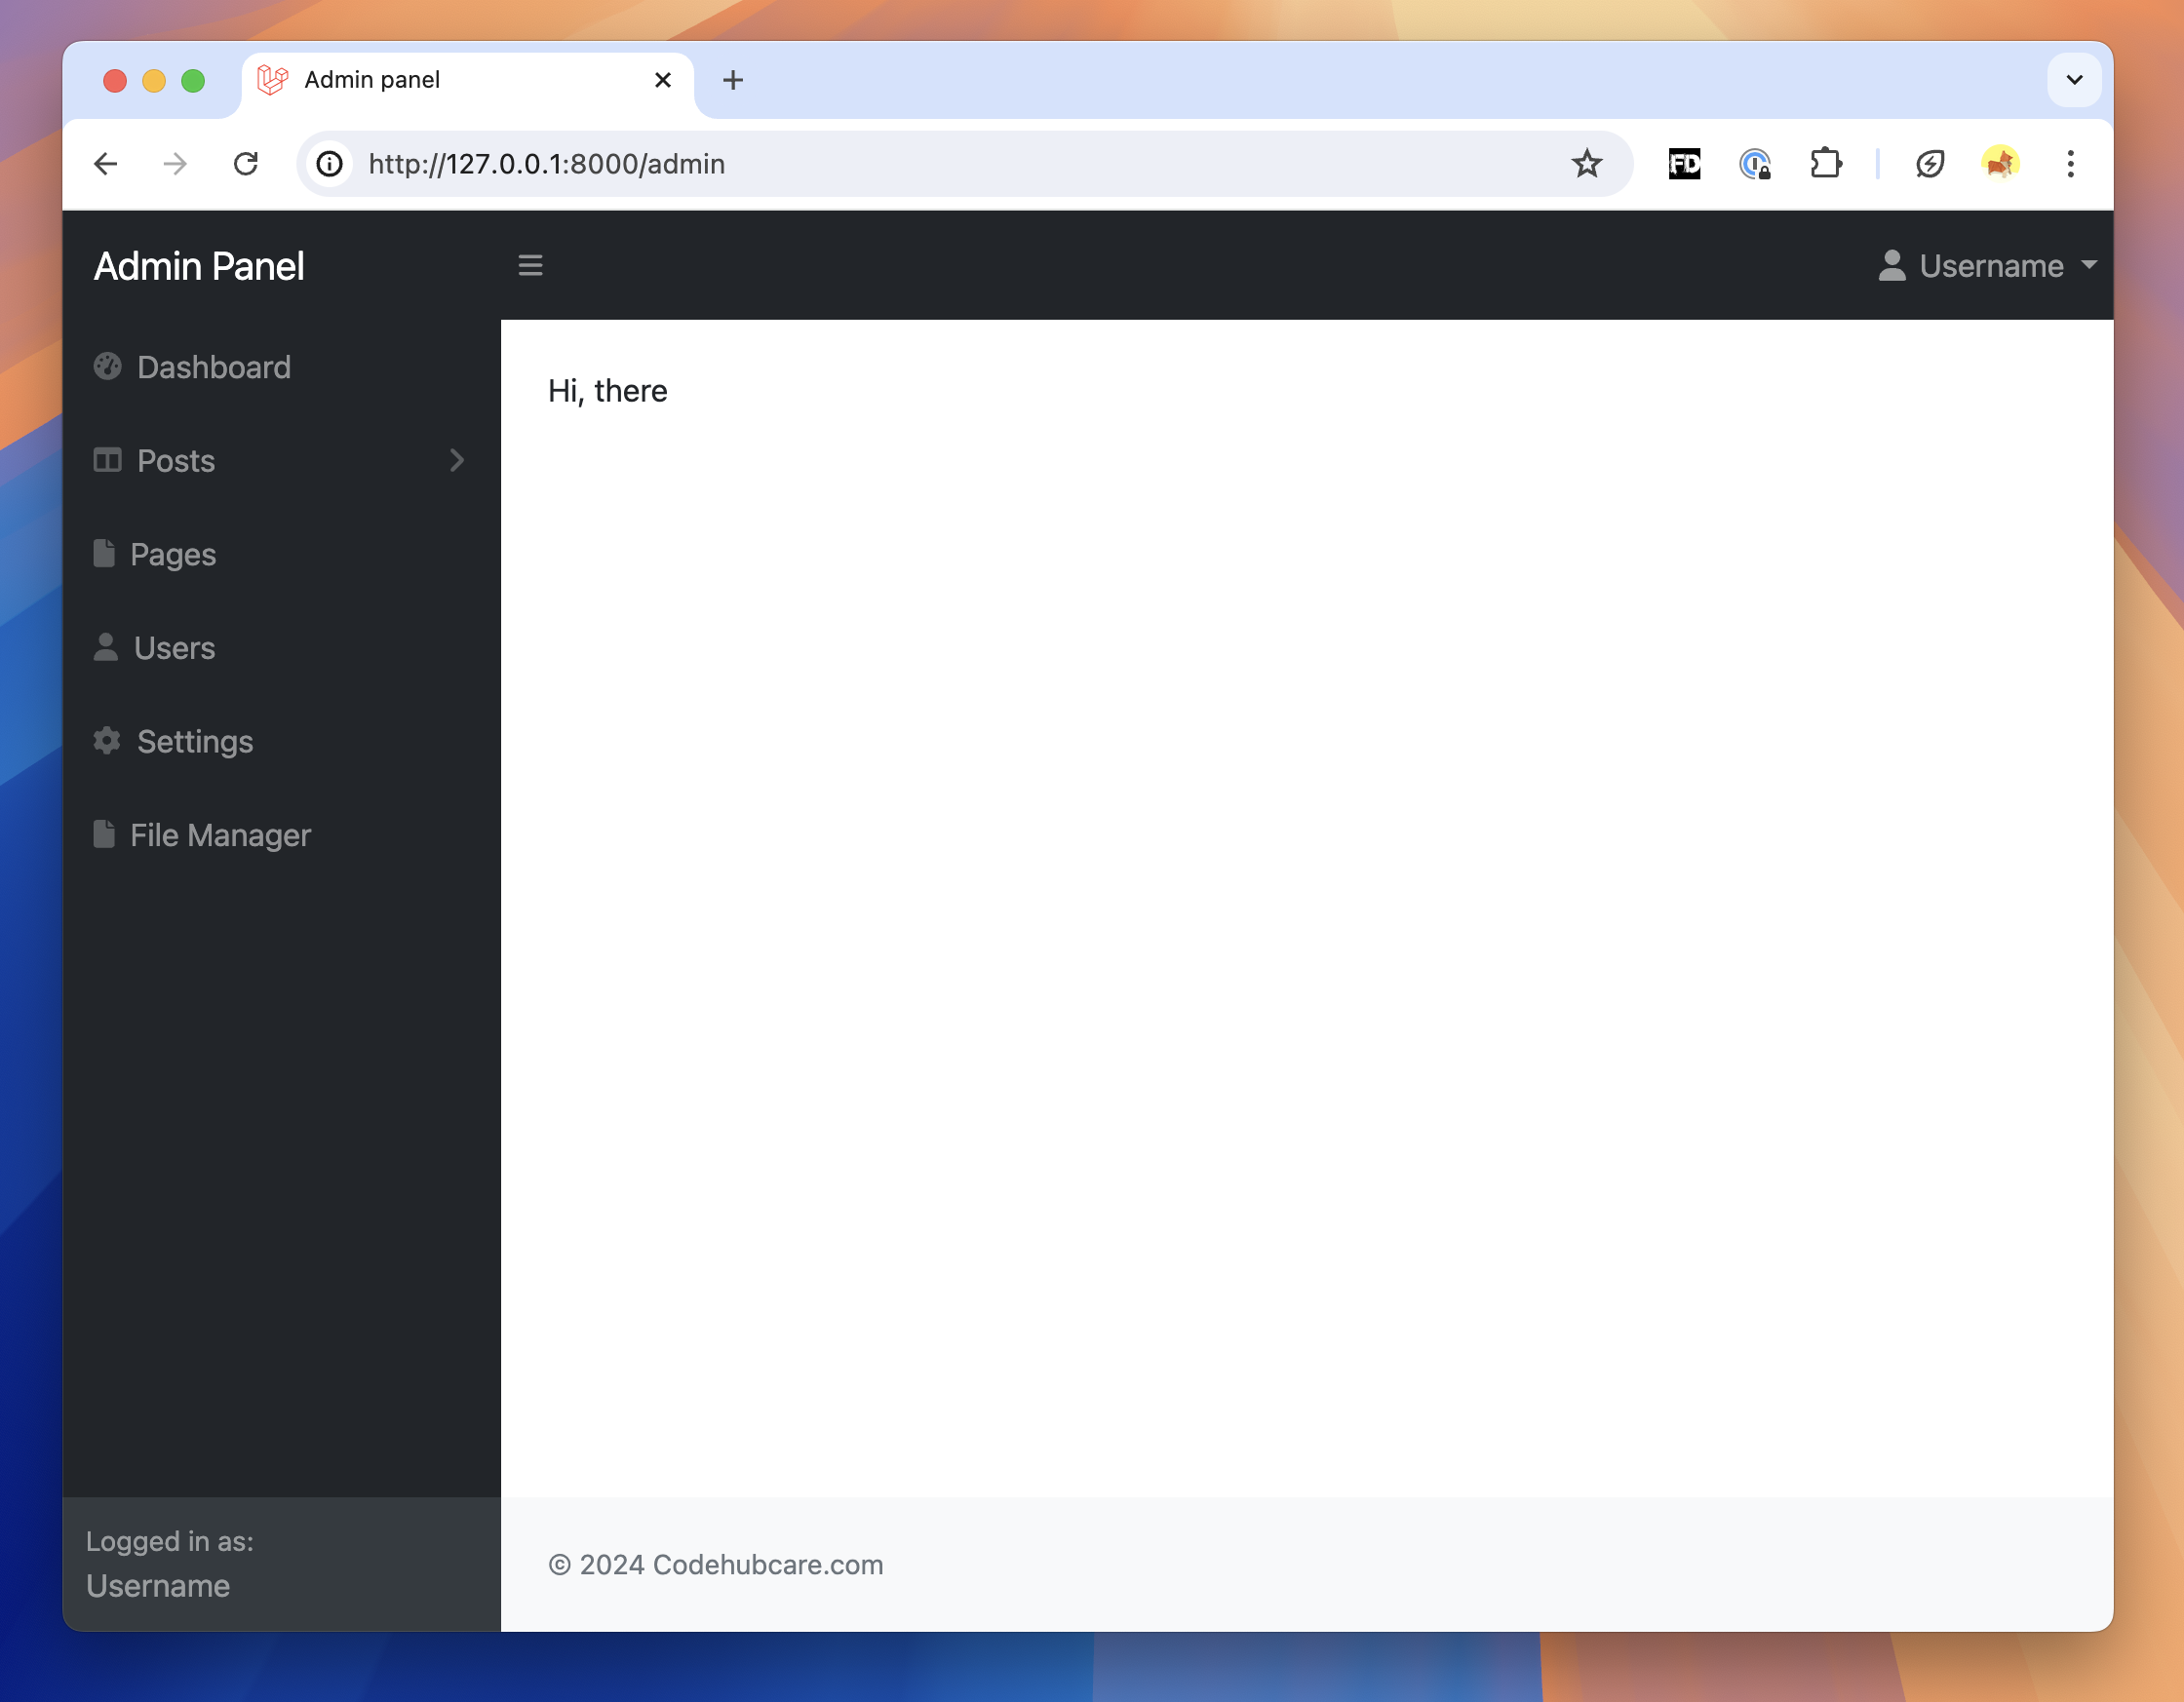 Admin panel
http://127.0.0.1:8000/admin
FD
Admin Panel
Username
Dashboard
Hi, there
Posts
Pages
Users
Settings
File Manager
Logged in as:
Username
© 2024 Codehubcare.com